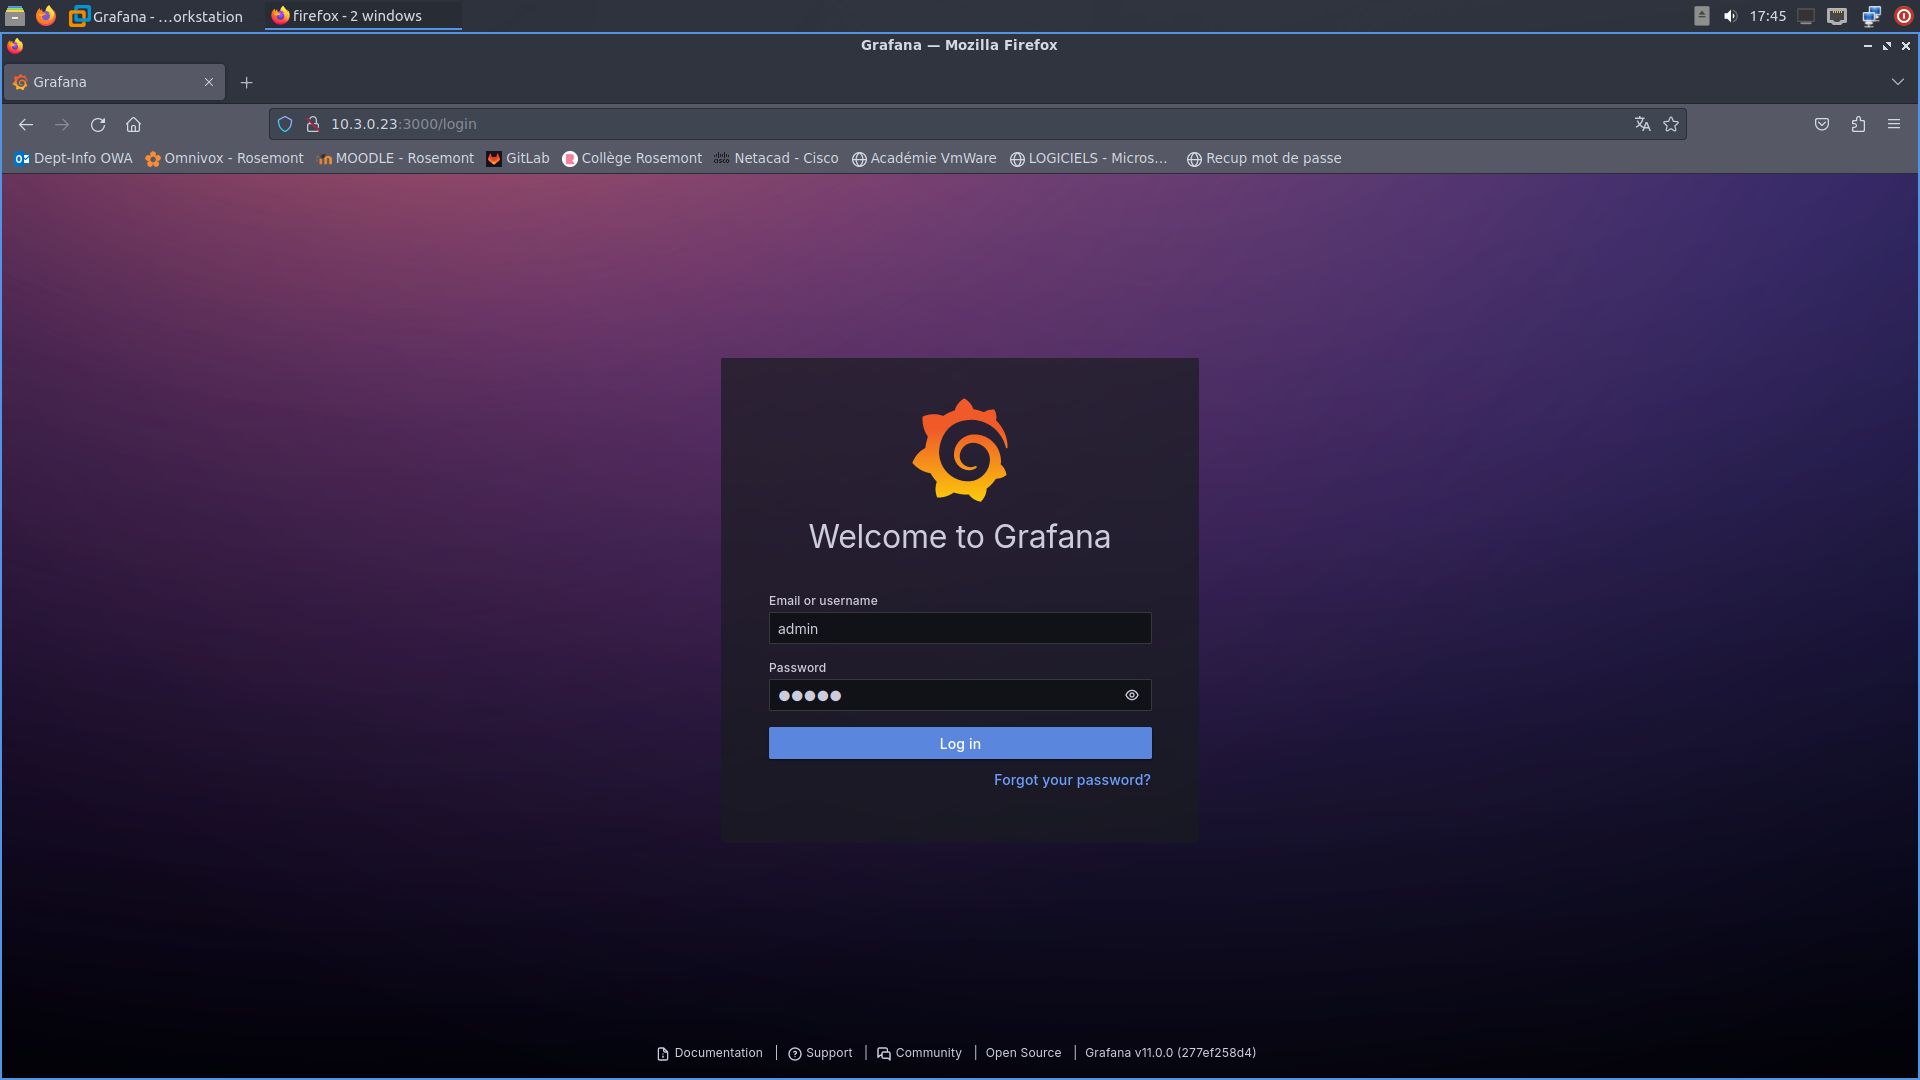 Grafana - ...orkstation
firefox - 2 windows
17:45
Grafana — Mozilla Firefox
Grafana
10.3.0.23:3000/login
Dept-Info OWA
Omnivox - Rosemont
MOODLE - Rosemont
GitLab
Collège Rosemont
Netacad - Cisco
Académie VmWare
LOGICIELS - Micros...
Recup mot de passe
Welcome to Grafana
Email or username
admin
Password
●●●●●
Log in
Forgot your password?
Documentation | Support | Community | Open Source | Grafana v11.0.0 (277ef258d4)